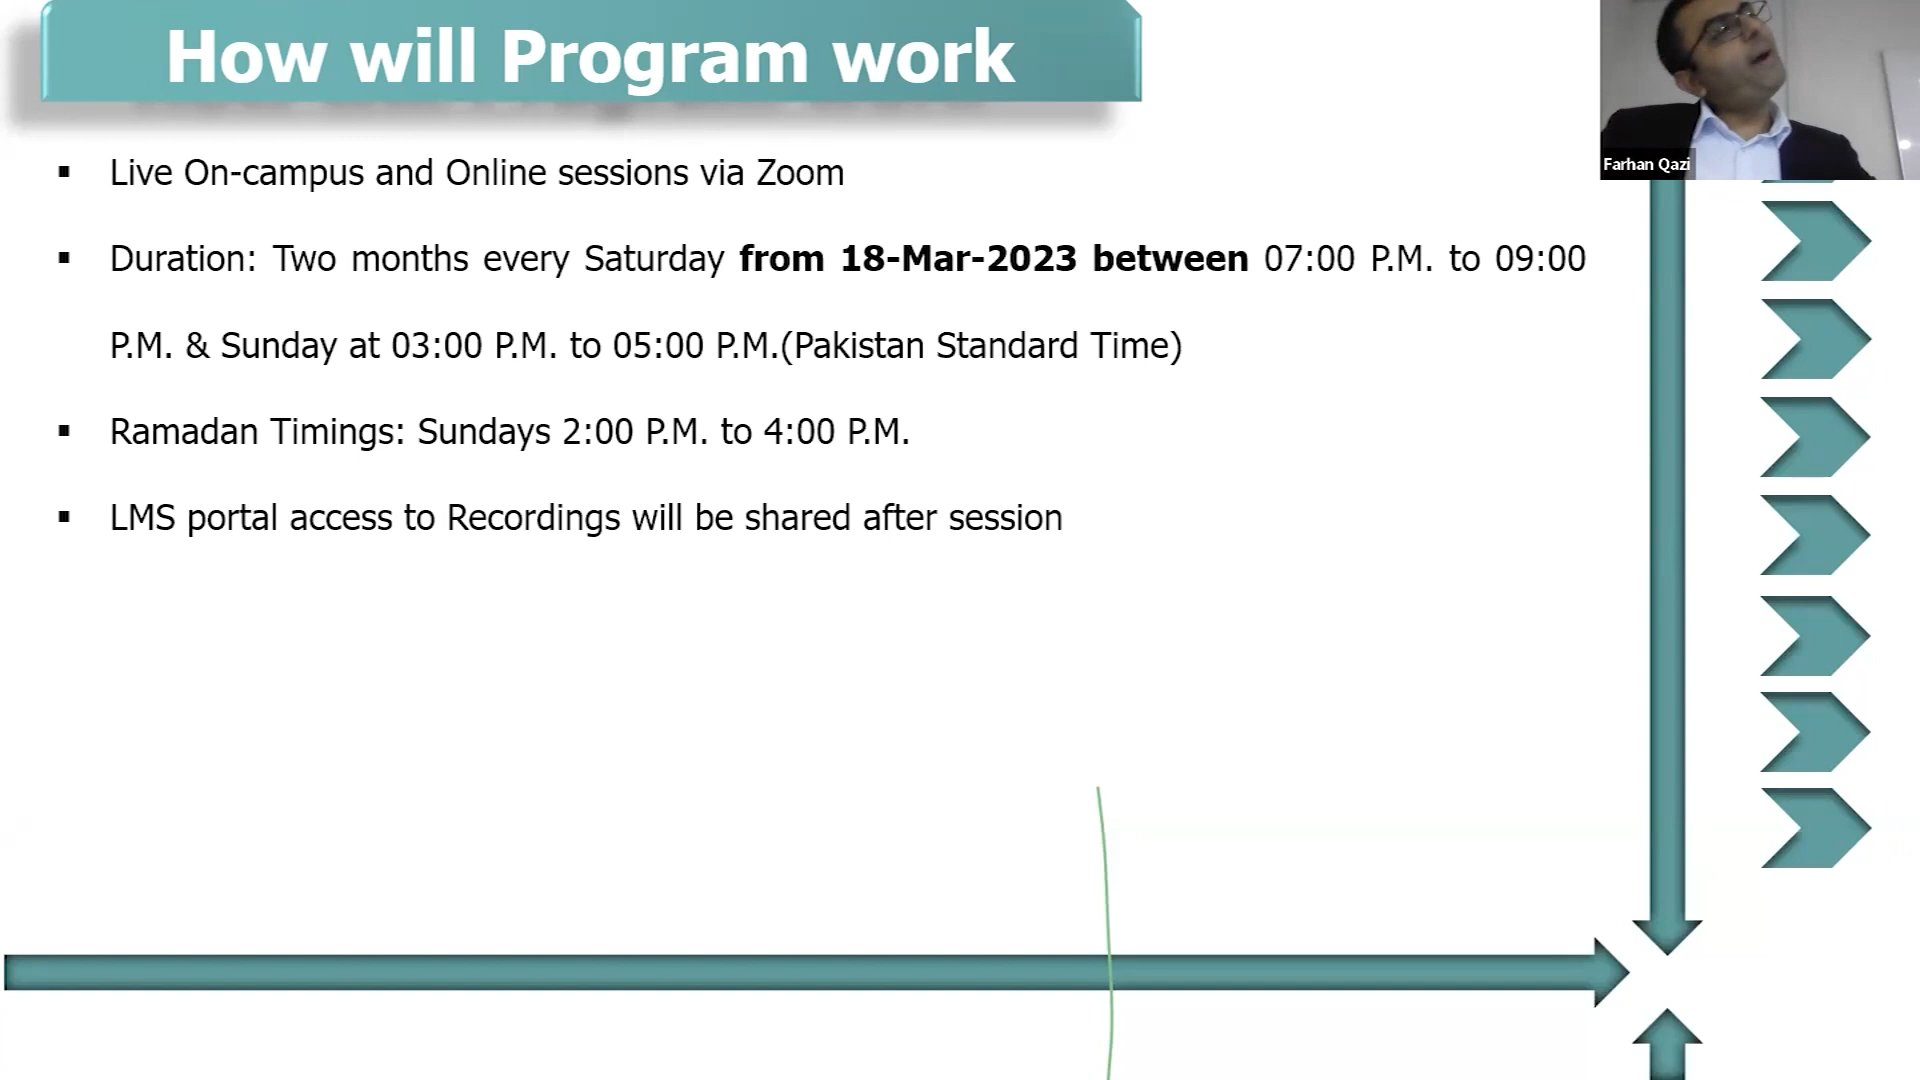 How will Program work
Farhan Qazi
▪ Live On-campus and Online sessions via Zoom
▪ Duration: Two months every Saturday from 18-Mar-2023 between 07:00 P.M. to 09:00
P.M. & Sunday at 03:00 P.M. to 05:00 P.M.(Pakistan Standard Time)
▪ Ramadan Timings: Sundays 2:00 P.M. to 4:00 P.M.
▪ LMS portal access to Recordings will be shared after session